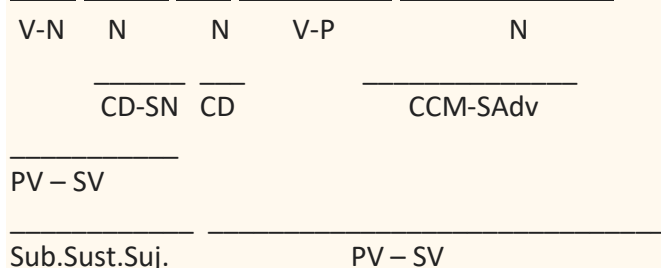 V-N N N V-P N
CD-SN CD CCM-SAdv
PV – SV
Sub.Sust.Suj. PV – SV